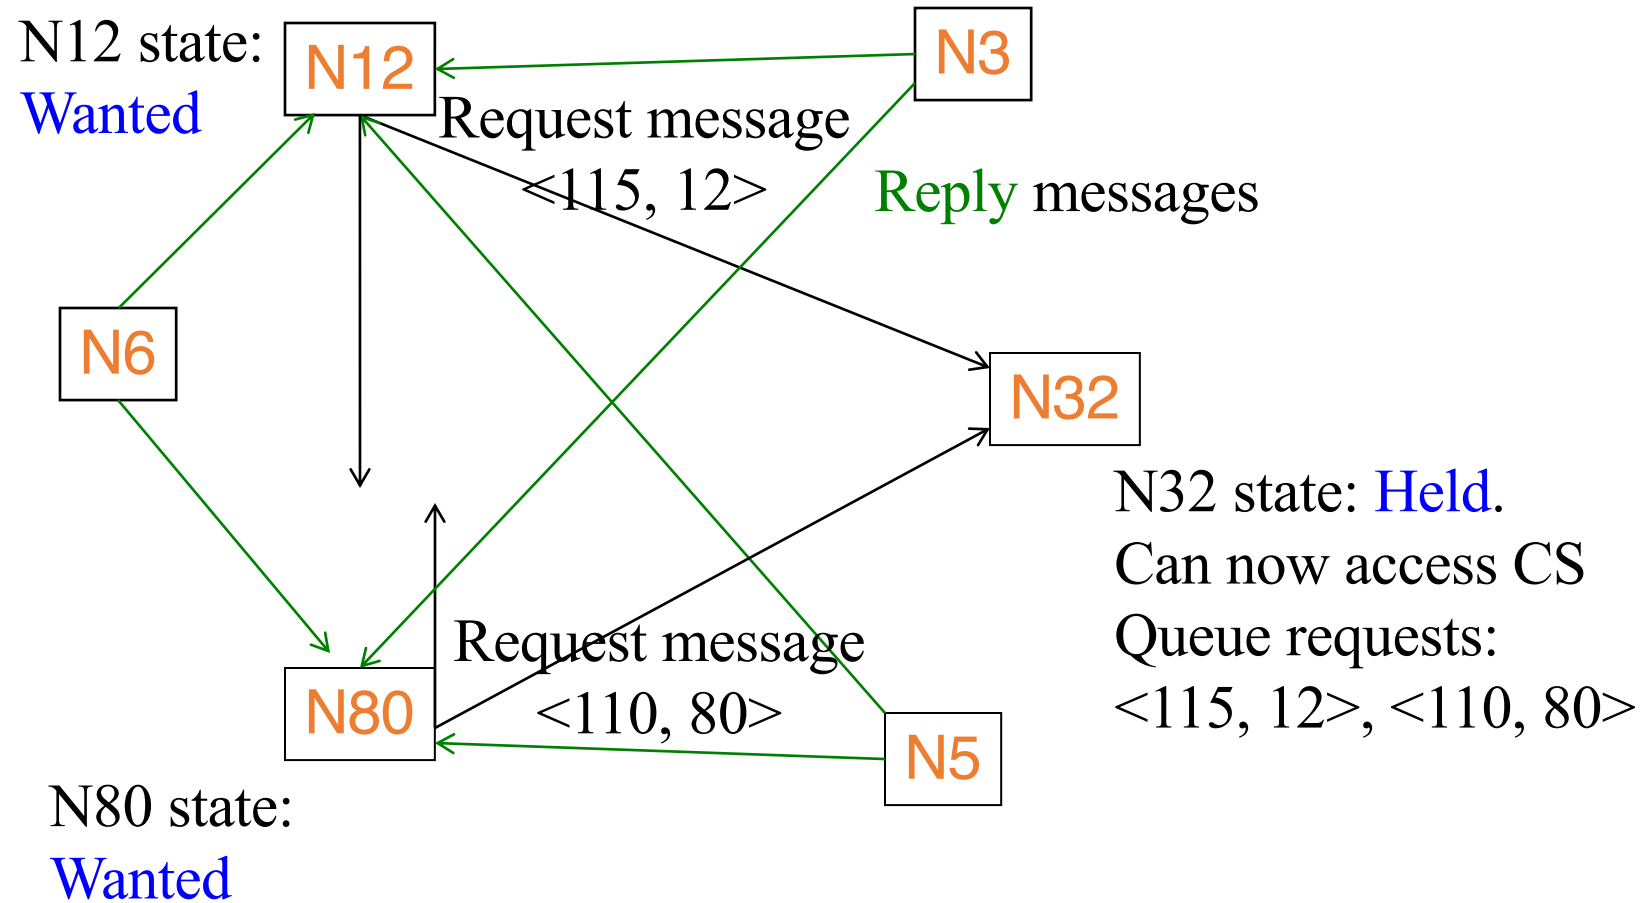 N12 state:
Wanted
N12
N3
Request message
<115, 12>
Reply messages
N6
N32
N32 state: Held.
Can now access CS
Queue requests:
<115, 12>, <110, 80>
Request message
<110, 80>
N80
N5
N80 state:
Wanted